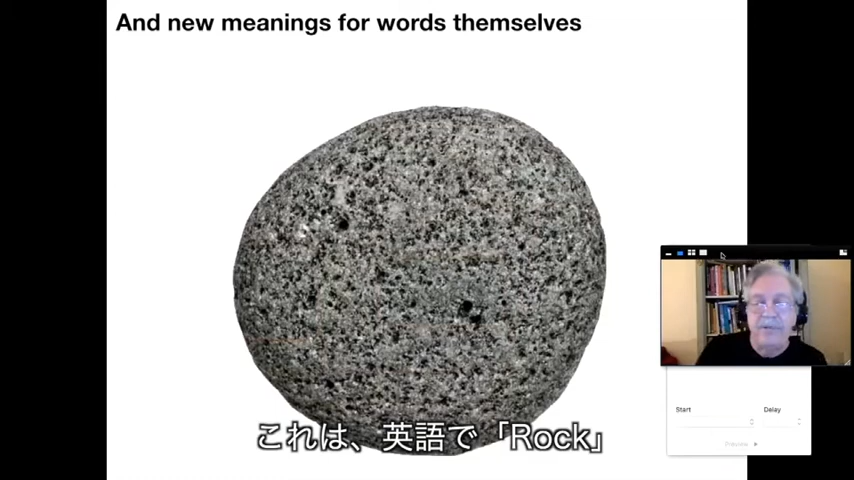 And new meanings for words themselves
Start
Delay
Preview
これは、英語で「Rock」